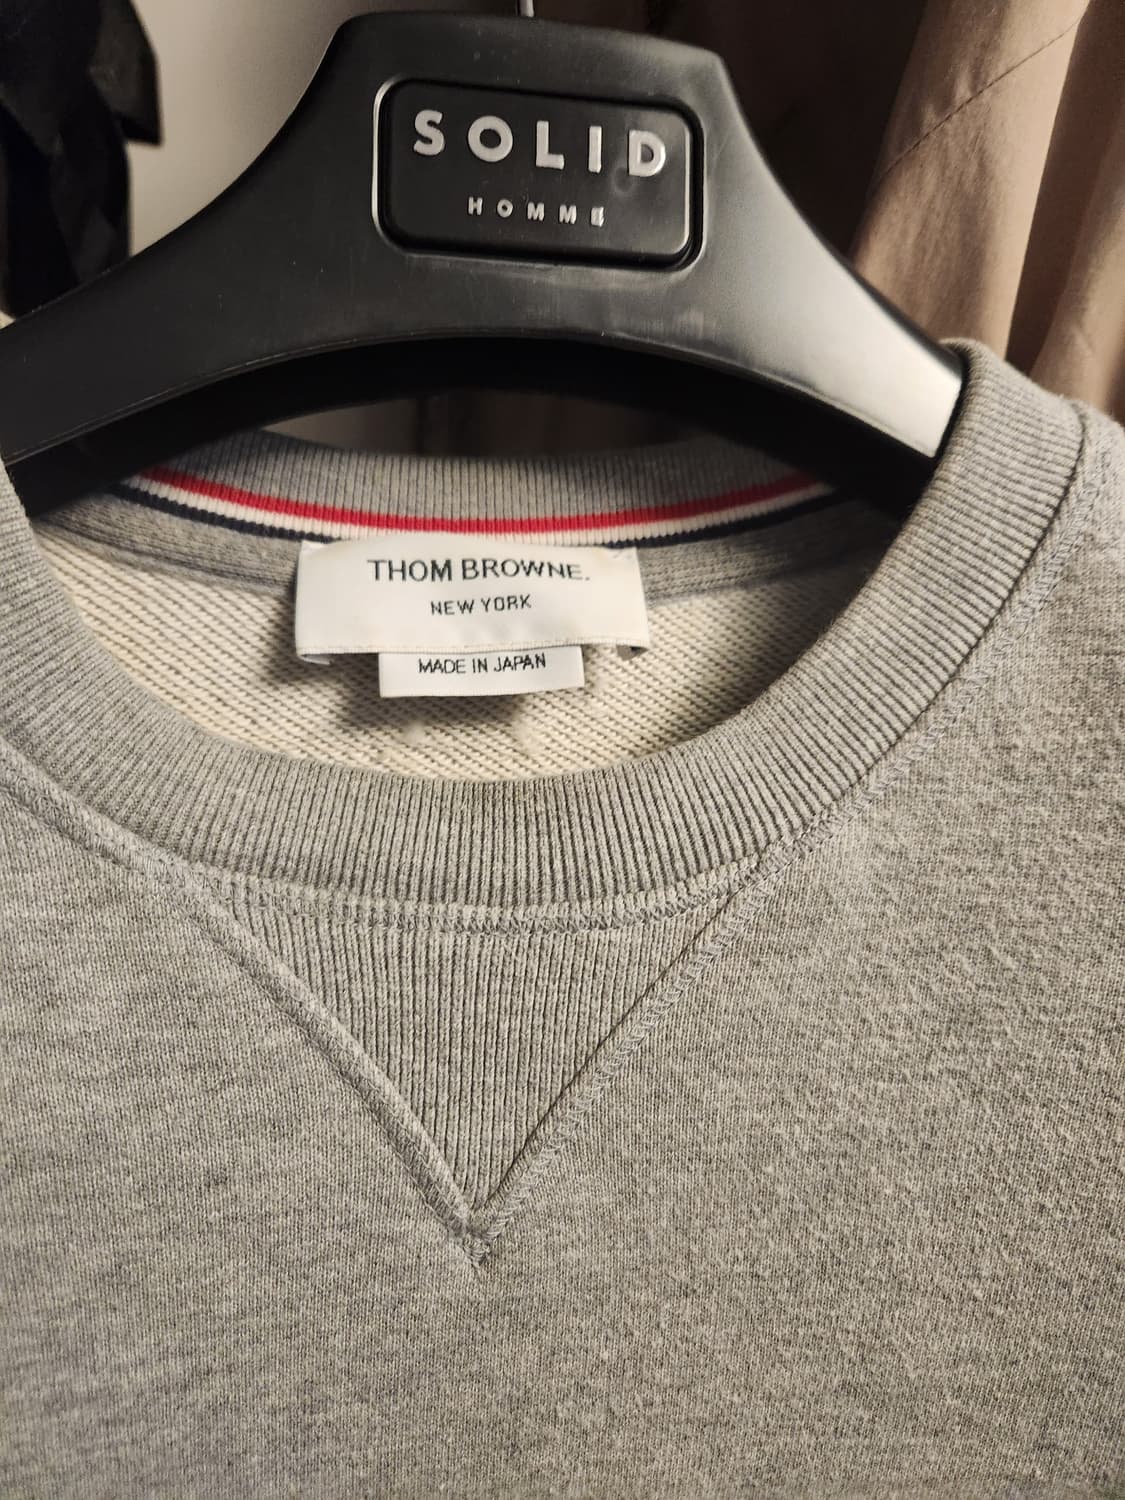 SOLID
HOMME
THOM BROWNE.
NEW YORK
MADE IN JAPAN